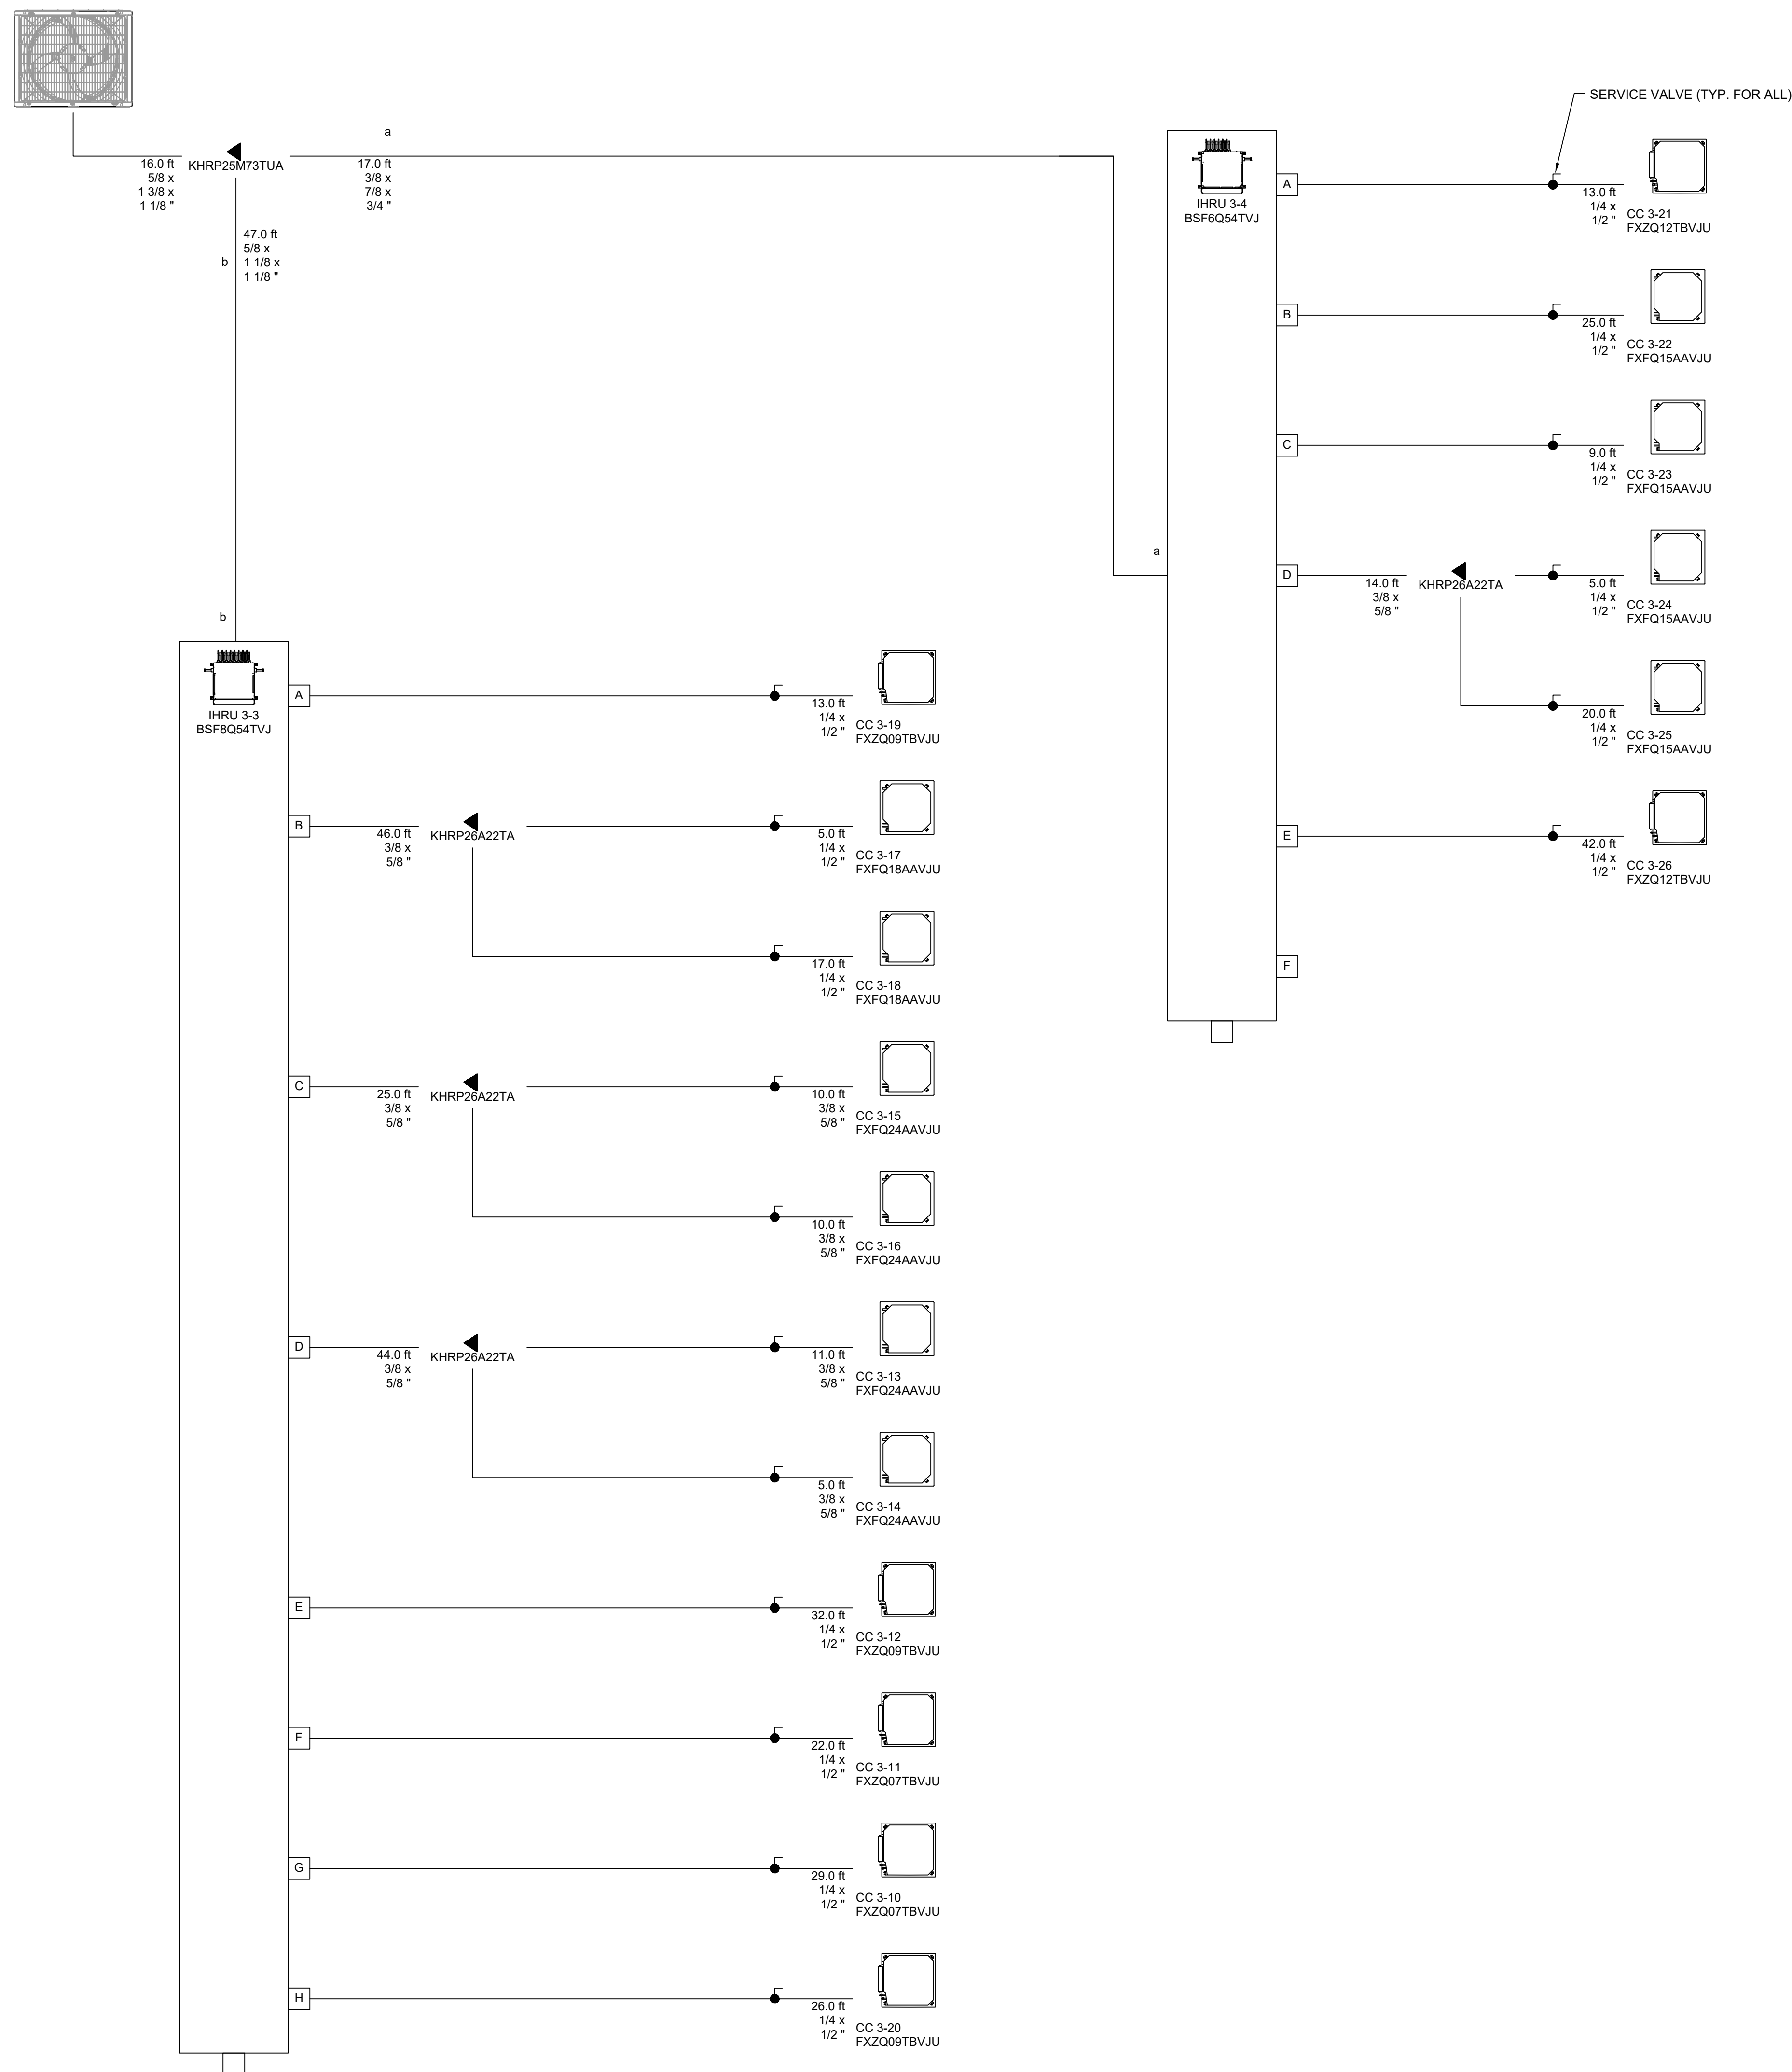 SERVICE VALVE (TYP. FOR ALL)
a
16.0 ft
5/8 x
1 3/8 x
1 1/8 "
KHRP25M73TUA
17.0 ft
3/8 x
7/8 x
3/4 "
b
47.0 ft
5/8 x
1 1/8 x
1 1/8 "
a
IHRU 3-4
BSF6Q54TVJ
A
13.0 ft
1/4 x
1/2 "
CC 3-21
FXZQ12TBVJU
B
25.0 ft
1/4 x
1/2 "
CC 3-22
FXFQ15AAVJU
C
9.0 ft
1/4 x
1/2 "
CC 3-23
FXFQ15AAVJU
D
14.0 ft
3/8 x
5/8 "
KHRP26A22TA
5.0 ft
1/4 x
1/2 "
CC 3-24
FXFQ15AAVJU
20.0 ft
1/4 x
1/2 "
CC 3-25
FXFQ15AAVJU
E
42.0 ft
1/4 x
1/2 "
CC 3-26
FXZQ12TBVJU
F
b
IHRU 3-3
BSF8Q54TVJ
A
13.0 ft
1/4 x
1/2 "
CC 3-19
FXZQ09TBVJU
B
46.0 ft
3/8 x
5/8 "
KHRP26A22TA
5.0 ft
1/4 x
1/2 "
CC 3-17
FXFQ18AAVJU
17.0 ft
1/4 x
1/2 "
CC 3-18
FXFQ18AAVJU
C
25.0 ft
3/8 x
5/8 "
KHRP26A22TA
10.0 ft
3/8 x
5/8 "
CC 3-15
FXFQ24AAVJU
10.0 ft
3/8 x
5/8 "
CC 3-16
FXFQ24AAVJU
D
44.0 ft
3/8 x
5/8 "
KHRP26A22TA
11.0 ft
3/8 x
5/8 "
CC 3-13
FXFQ24AAVJU
5.0 ft
3/8 x
5/8 "
CC 3-14
FXFQ24AAVJU
E
32.0 ft
1/4 x
1/2 "
CC 3-12
FXZQ09TBVJU
F
22.0 ft
1/4 x
1/2 "
CC 3-11
FXZQ07TBVJU
G
29.0 ft
1/4 x
1/2 "
CC 3-10
FXZQ07TBVJU
H
26.0 ft
1/4 x
1/2 "
CC 3-20
FXZQ09TBVJU